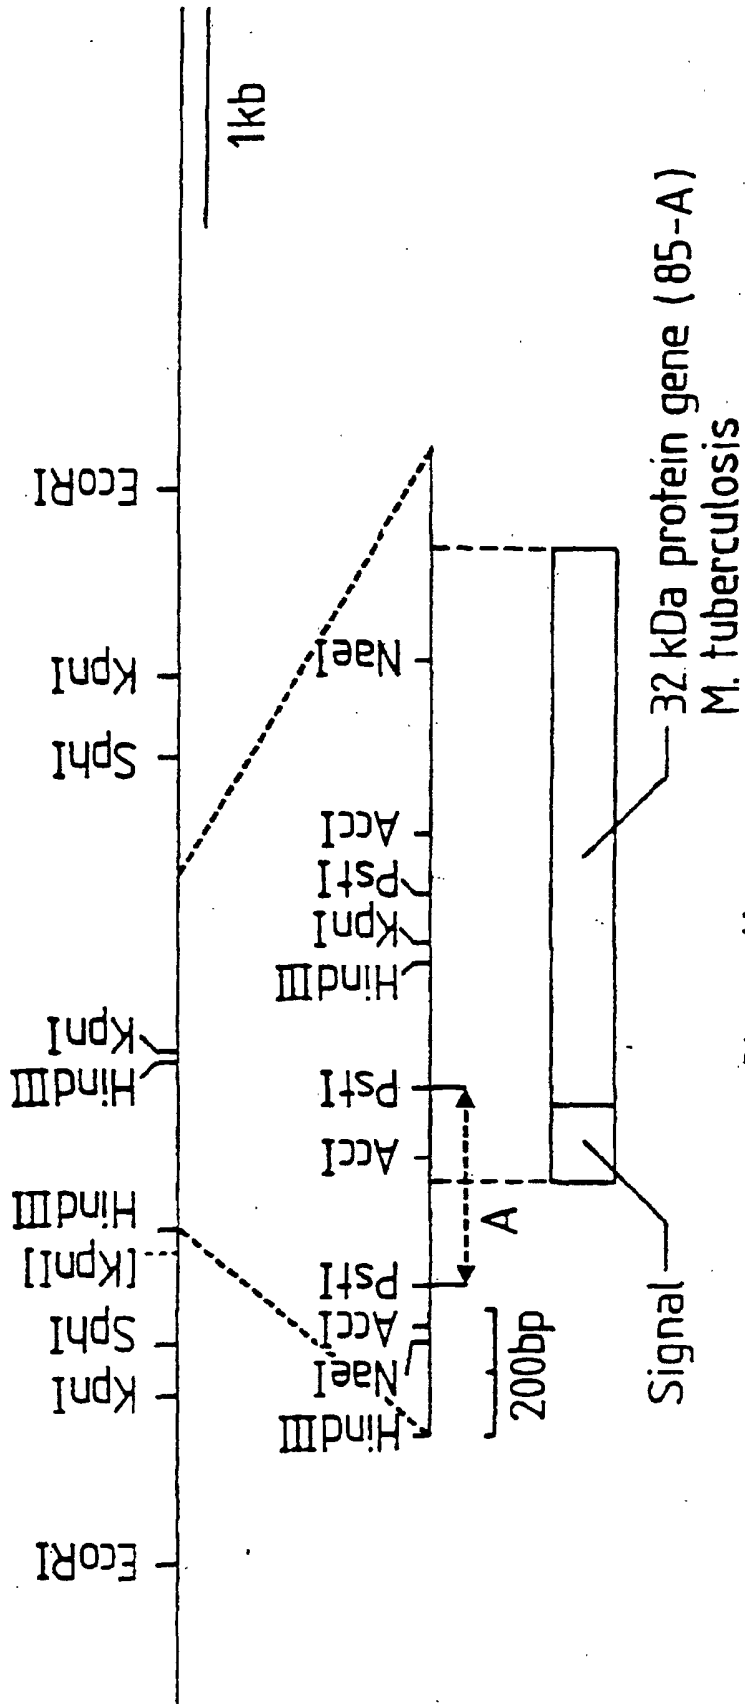 EcoRI
KpnI
SphI
[KpnI]
HindIII
HindIII
KpnI
SphI
KpnI
EcoRI
1kb
HindIII
NaeI
AccI
PstI
AccI
PstI
HindIII
KpnI
PstI
AccI
NaeI
200bp
A
Signal
32 kDa protein gene (85-A)
M. tuberculosis